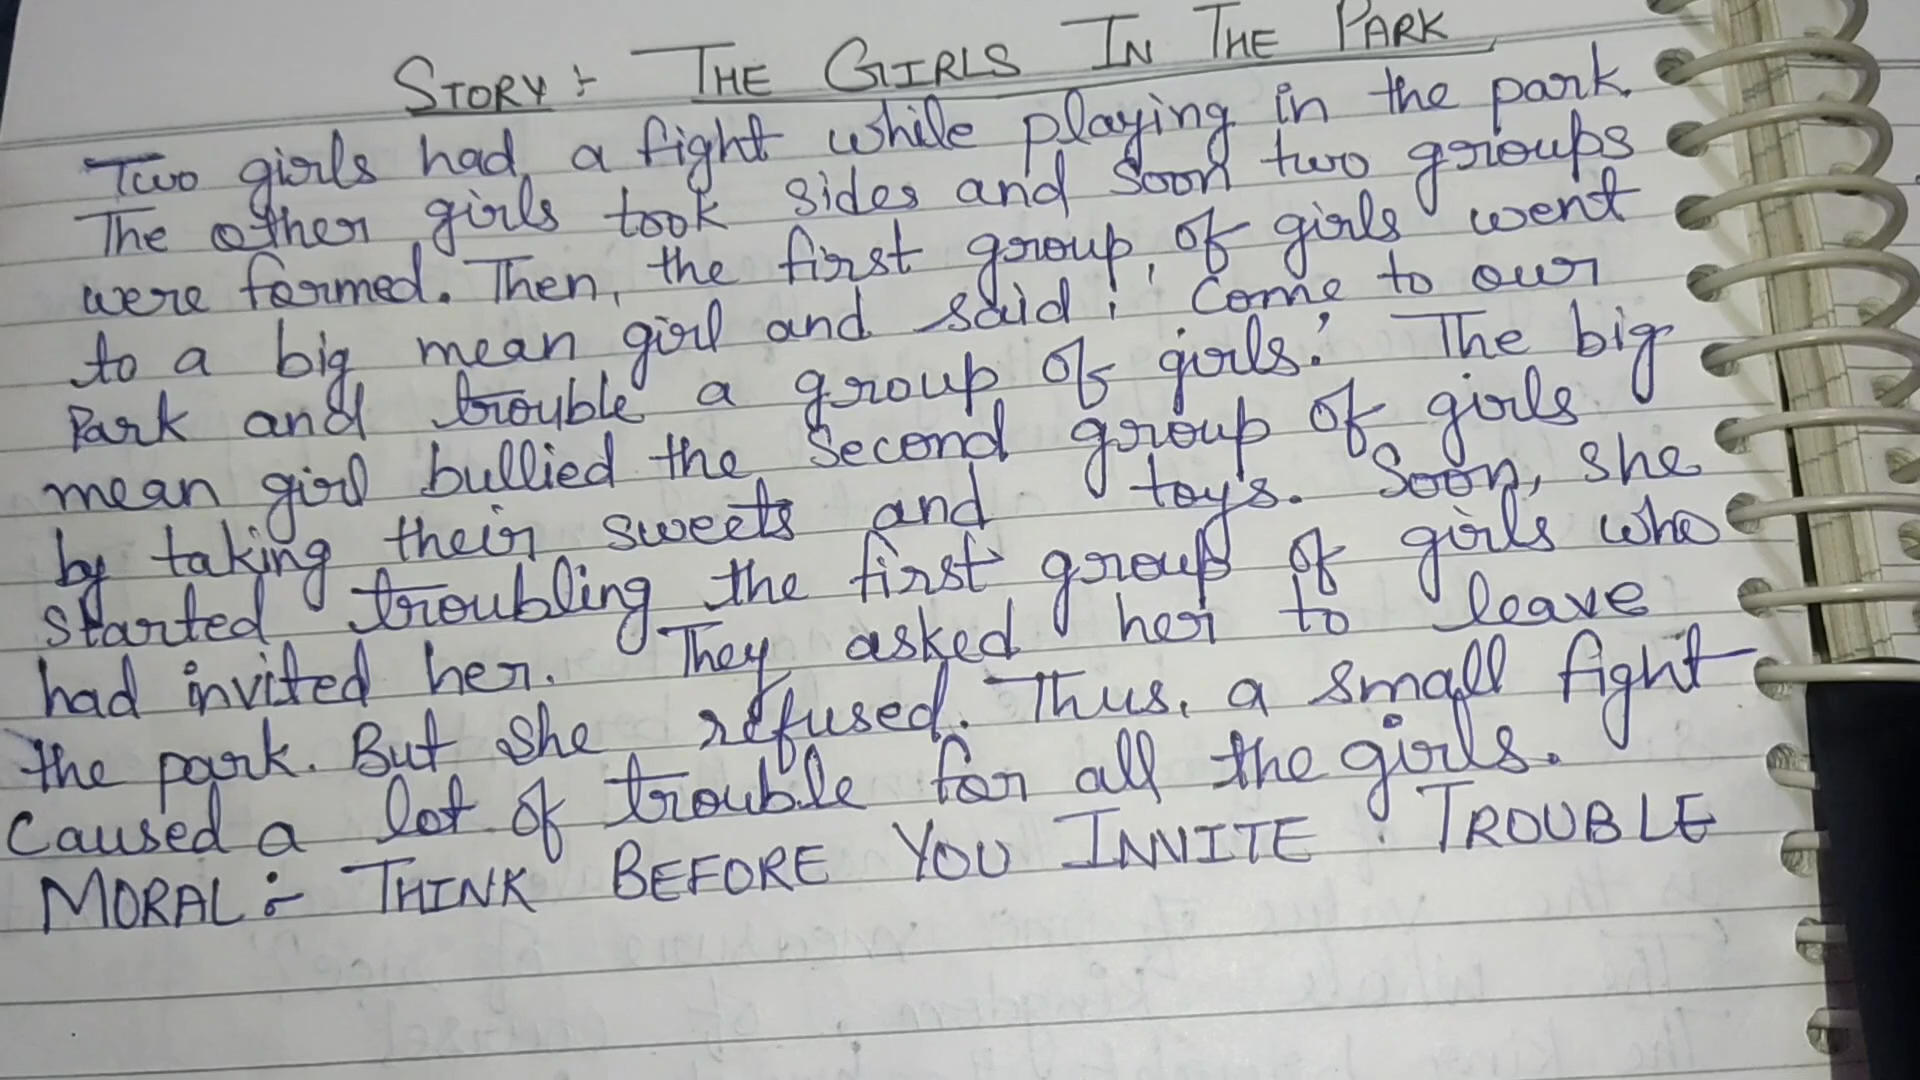 STORY :- THE GIRLS IN THE PARK
Two girls had a fight while playing in the park.
The other girls took sides and soon two groups
were formed. Then, the first group, of girls went
to a big mean girl and said: 'Come to our
Park and trouble a group of girls.' The big
mean girl bullied the second group of girls
by taking their sweets and toys. Soon, she
started troubling the first group of girls who
had invited her. They asked her to leave
the park. But she refused. Thus, a small fight
Caused a lot of trouble for all the girls.
MORAL :- THINK BEFORE YOU INVITE TROUBLE